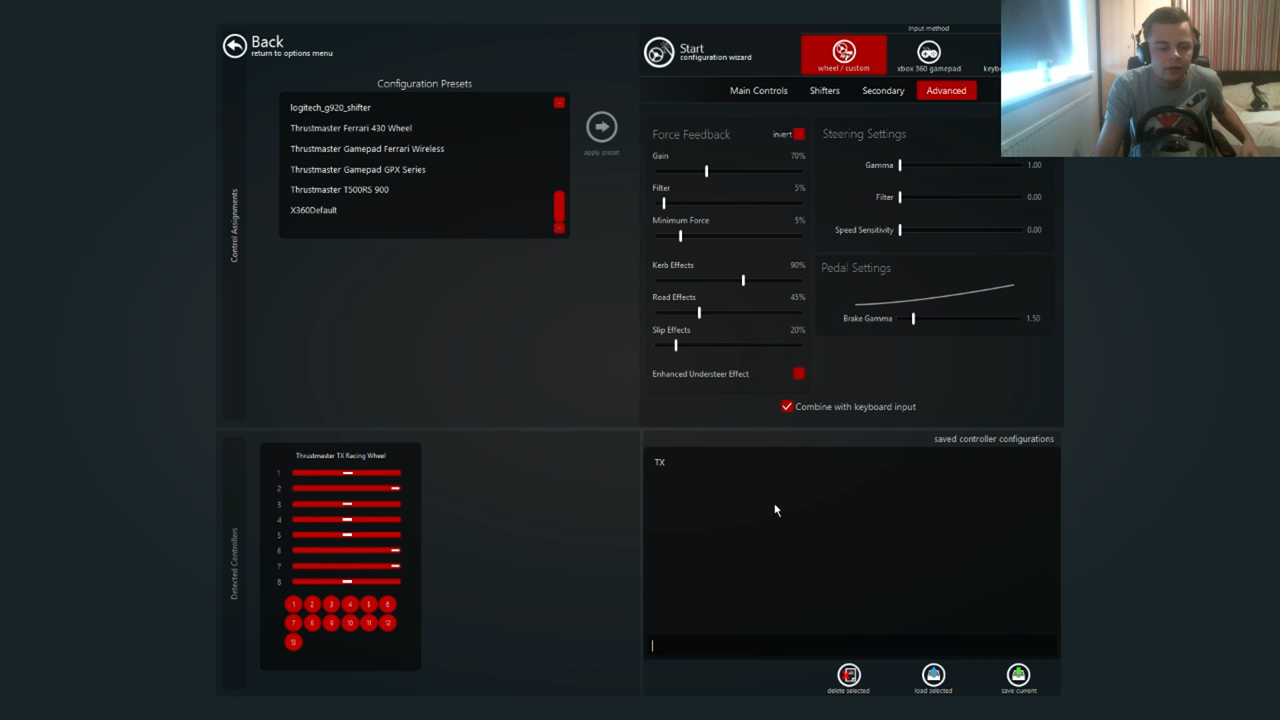 Back
return to options menu
Configuration Presets
logitech_g920_shifter
Thrustmaster Ferrari 430 Wheel
Thrustmaster Gamepad Ferrari Wireless
Thrustmaster Gamepad GPX Series
Thrustmaster T500RS 900
X360Default
apply preset
Control Assignments
Start
configuration wizard
Input method
wheel / custom
xbox 360 gamepad
Main Controls
Shifters
Secondary
Advanced
Force Feedback
invert
Gain 70%
Filter 5%
Minimum Force 5%
Kerb Effects 90%
Road Effects 45%
Slip Effects 20%
Enhanced Understeer Effect
Steering Settings
Gamma 1.00
Filter 0.00
Speed Sensitivity 0.00
Pedal Settings
Brake Gamma 1.50
Combine with keyboard input
Detected Controllers
Thrustmaster TX Racing Wheel
1
2
3
4
5
6
7
8
1 2 3 4 5 6
7 8 9 10 11 12
13
saved controller configurations
TX
delete selected
load selected
save current